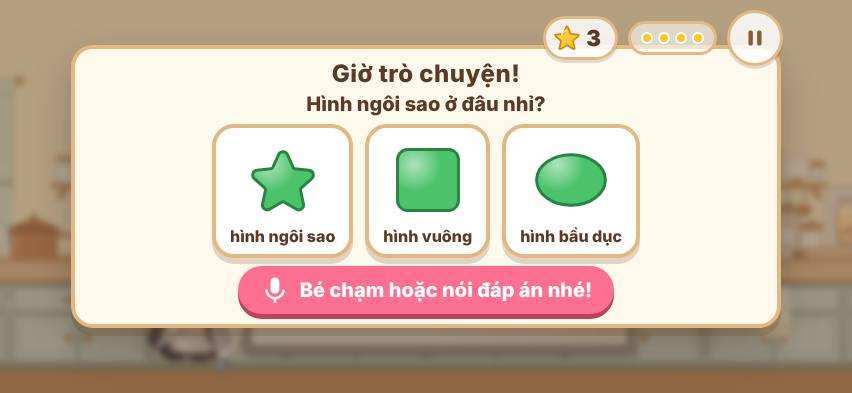 3
Giờ trò chuyện!
Hình ngôi sao ở đâu nhỉ?
hình ngôi sao
hình vuông
hình bầu dục
Bé chạm hoặc nói đáp án nhé!